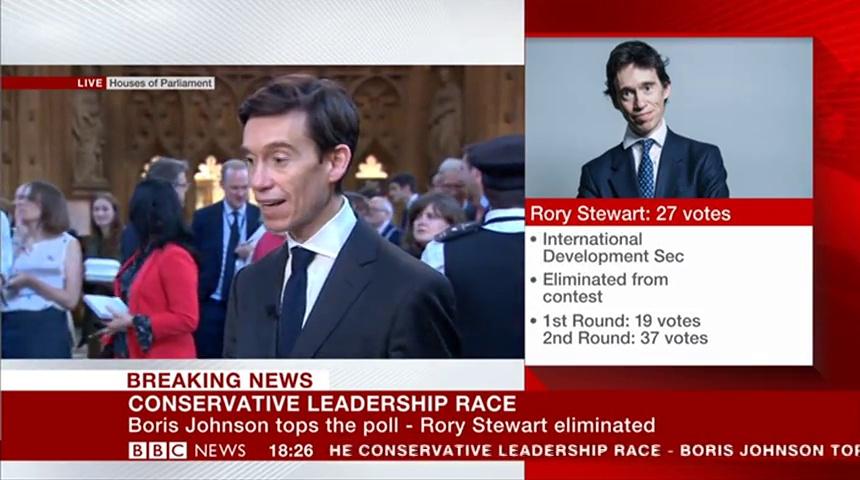 LIVE Houses of Parliament
Rory Stewart: 27 votes
• International
Development Sec
• Eliminated from
contest
• 1st Round: 19 votes
2nd Round: 37 votes
BREAKING NEWS
CONSERVATIVE LEADERSHIP RACE
Boris Johnson tops the poll - Rory Stewart eliminated
BBC NEWS 18:26 HE CONSERVATIVE LEADERSHIP RACE - BORIS JOHNSON TOP